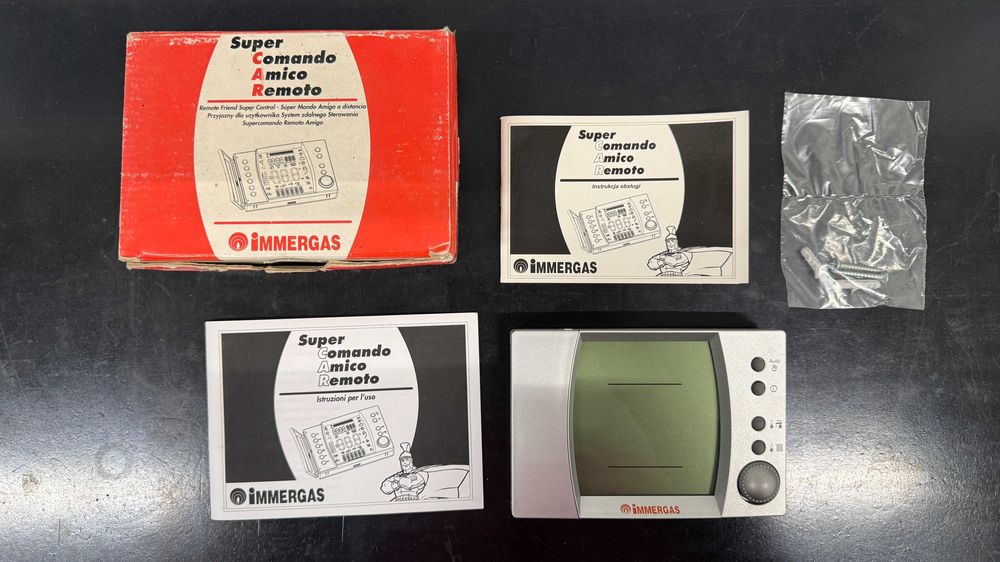 Super
Comando
Amico
Remoto
Remote Friend Super Control - Súper Mando Amigo a distancia
Przyjazny dla uzytkownika System zdalnego Sterowania
Supercomando Remoto Amigo
iMMERGAS
Super
Comando
Amico
Remoto
Instrukcja obsługi
iMMERGAS
Super
Comando
Amico
Remoto
Istruzioni per l'uso
iMMERGAS
iMMERGAS